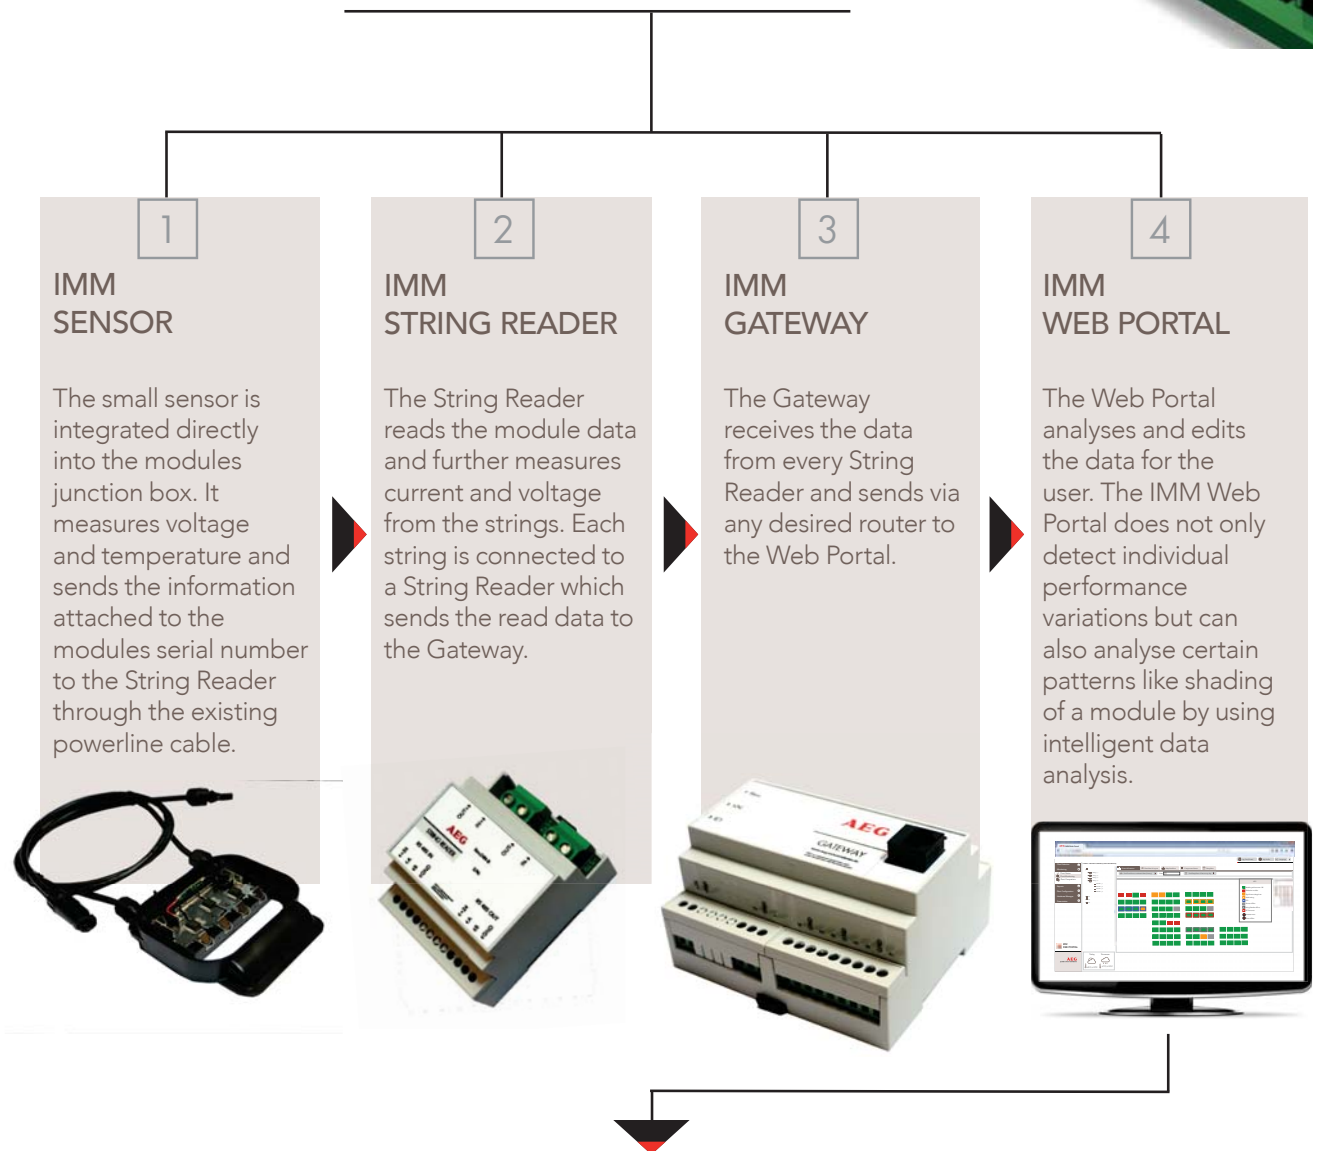 1
IMM
SENSOR
The small sensor is
integrated directly
into the modules
junction box. It
measures voltage
and temperature and
sends the information
attached to the
modules serial number
to the String Reader
through the existing
powerline cable.
2
IMM
STRING READER
The String Reader
reads the module data
and further measures
current and voltage
from the strings. Each
string is connected to
a String Reader which
sends the read data to
the Gateway.
3
IMM
GATEWAY
The Gateway
receives the data
from every String
Reader and sends via
any desired router to
the Web Portal.
4
IMM
WEB PORTAL
The Web Portal
analyses and edits
the data for the
user. The IMM Web
Portal does not only
detect individual
performance
variations but can
also analyse certain
patterns like shading
of a module by using
intelligent data
analysis.
AEG
STRING READER
RS 485 OUT
AEG
GATEWAY
AEG